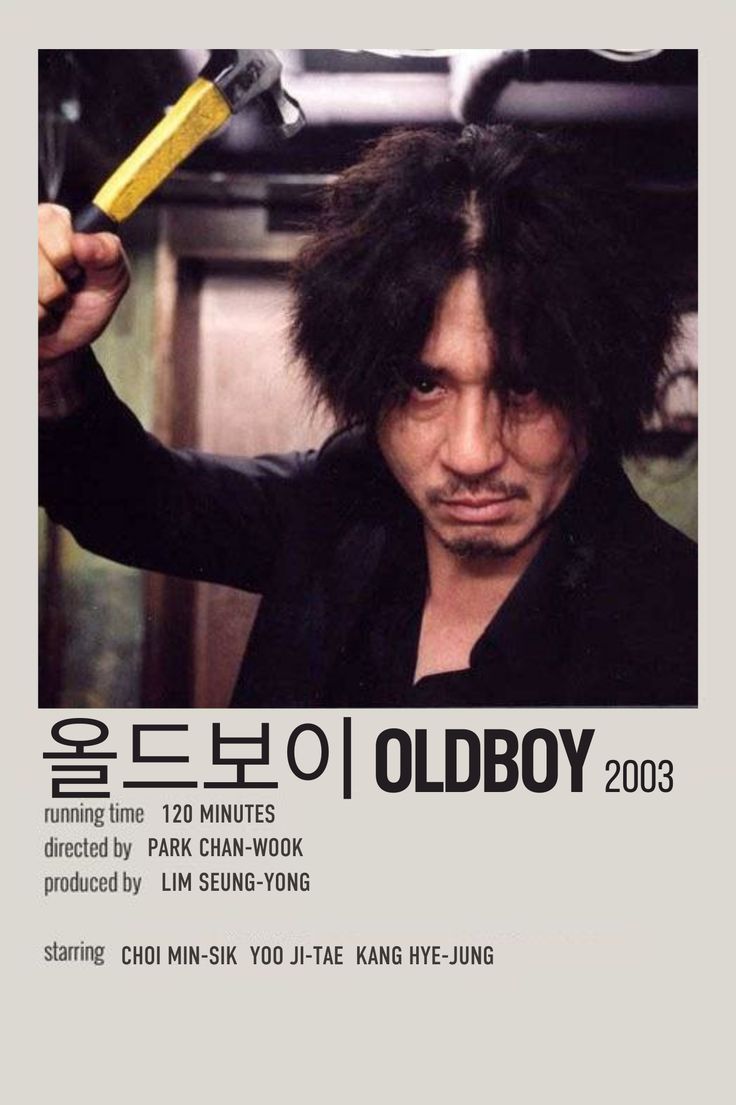 올드보이 OLDBOY 2003
running time 120 MINUTES
directed by PARK CHAN-WOOK
produced by LIM SEUNG-YONG
starring CHOI MIN-SIK YOO JI-TAE KANG HYE-JUNG